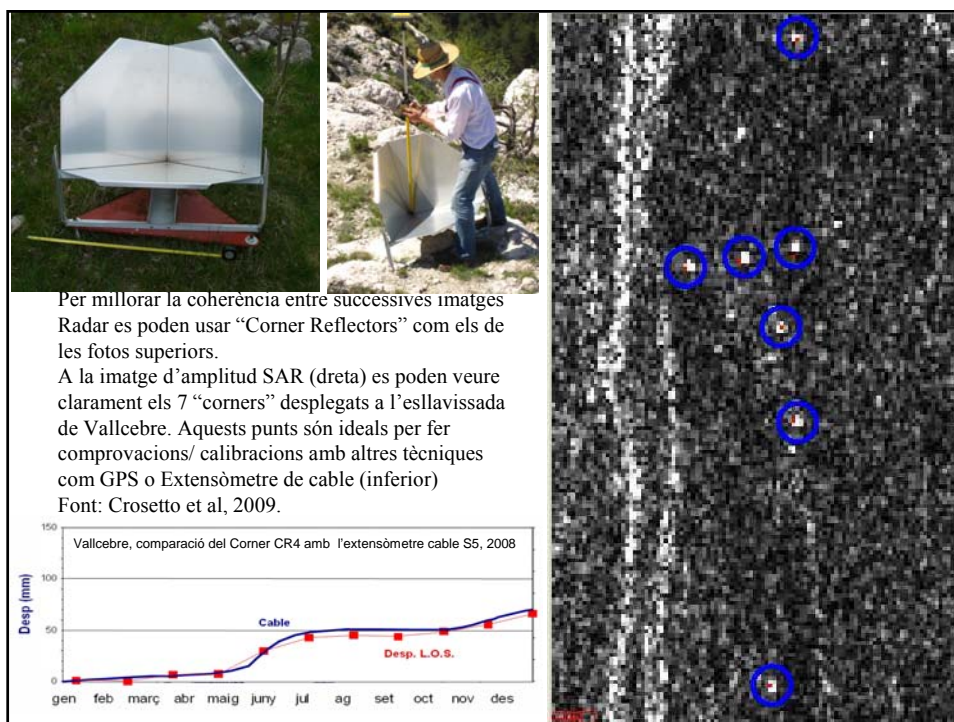 Per millorar la coherència entre successives imatges
Radar es poden usar “Corner Reflectors” com els de
les fotos superiors.
A la imatge d’amplitud SAR (dreta) es poden veure
clarament els 7 “corners” desplegats a l’esllavissada
de Vallcebre. Aquests punts són ideals per fer
comprovacions/ calibracions amb altres tècniques
com GPS o Extensòmetre de cable (inferior)
Font: Crosetto et al, 2009.
Vallcebre, comparació del Corner CR4 amb l’extensòmetre cable S5, 2008
Desp (mm)
150
100
50
0
Cable
Desp. L.O.S.
gen feb març abr maig juny jul ag set oct nov des